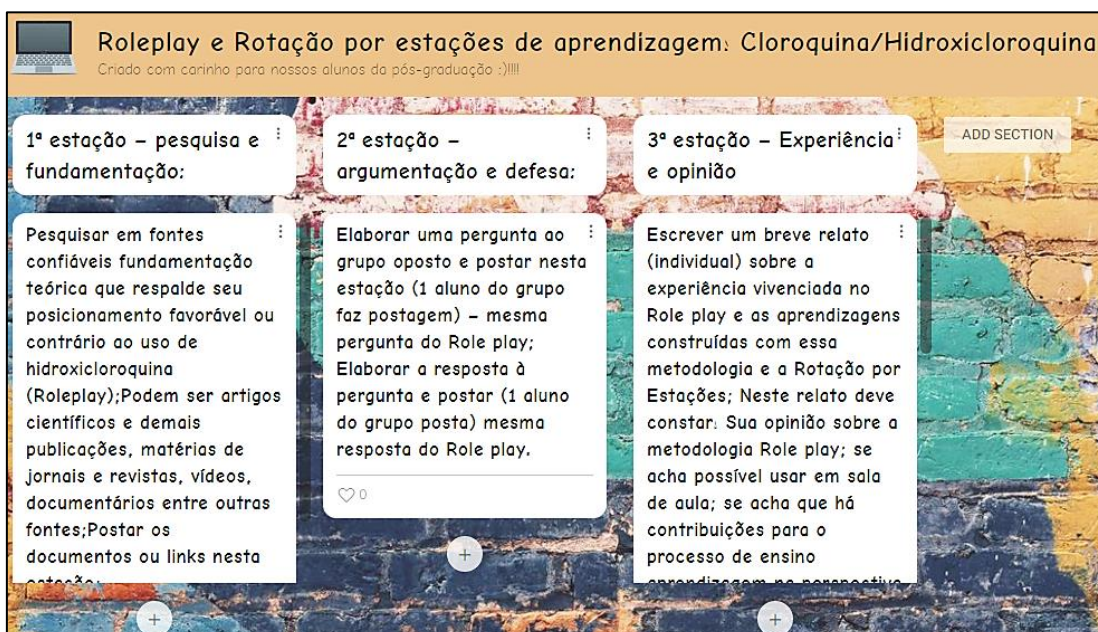 Roleplay e Rotação por estações de aprendizagem: Cloroquina/Hidroxicloroquina
Criado com carinho para nossos alunos da pós-graduação :)!!!!
1ª estação – pesquisa e
fundamentação:
Pesquisar em fontes
confiáveis fundamentação
teórica que respalde seu
posicionamento favorável ou
contrário ao uso de
hidroxicloroquina
(Roleplay);Podem ser artigos
científicos e demais
publicações, matérias de
jornais e revistas, vídeos,
documentários entre outras
fontes;Postar os
documentos ou links nesta
estação;
2ª estação –
argumentação e defesa:
Elaborar uma pergunta ao
grupo oposto e postar nesta
estação (1 aluno do grupo
faz postagem) – mesma
pergunta do Role play;
Elaborar a resposta à
pergunta e postar (1 aluno
do grupo posta) mesma
resposta do Role play.
0
3ª estação – Experiência
e opinião
Escrever um breve relato
(individual) sobre a
experiência vivenciada no
Role play e as aprendizagens
construídas com essa
metodologia e a Rotação por
Estações; Neste relato deve
constar: Sua opinião sobre a
metodologia Role play; se
acha possível usar em sala
de aula; se acha que há
contribuições para o
processo de ensino
aprendizagem na perspectiva
ADD SECTION